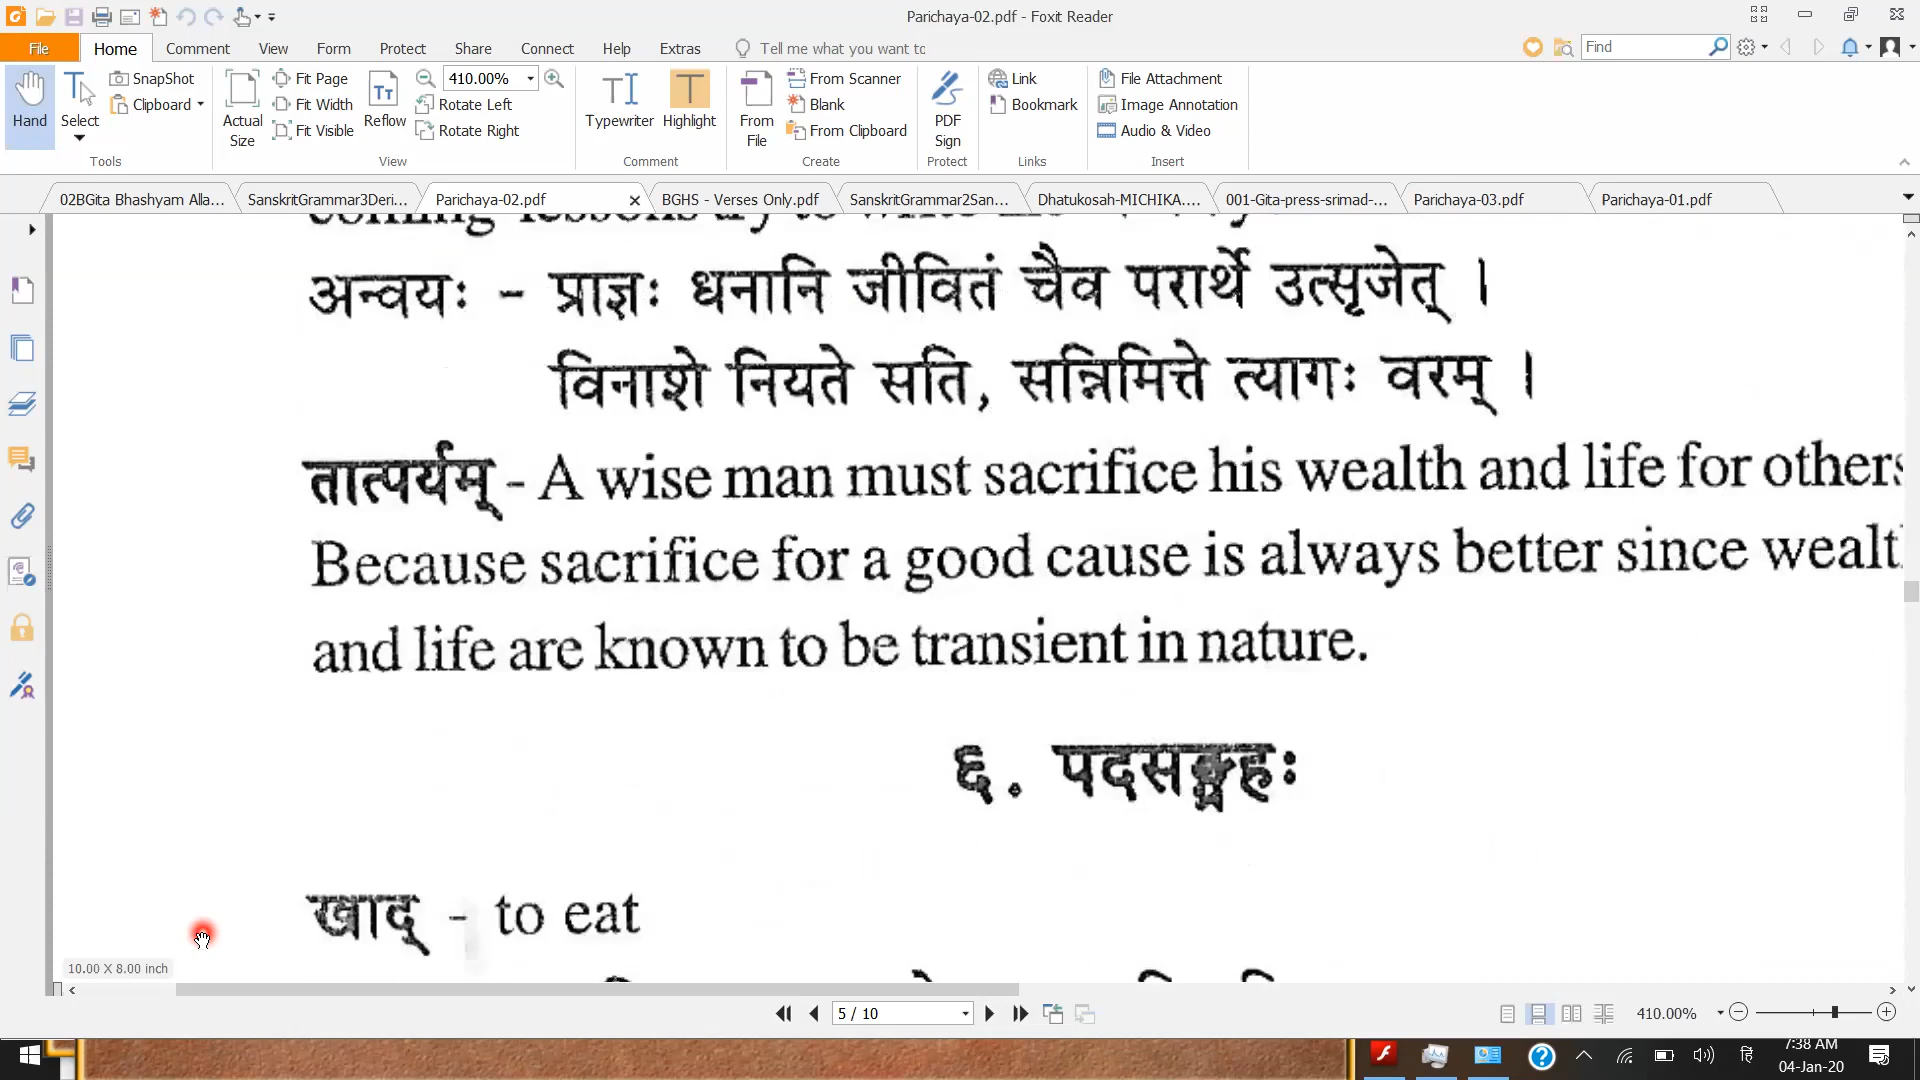 Parichaya-02.pdf - Foxit Reader
File Home Comment View Form Protect Share Connect Help Extras Tell me what you want to Find
Hand
Select
SnapShot
Clipboard
Tools
Actual Size
Fit Page
Fit Width
Fit Visible
Reflow
410.00%
Rotate Left
Rotate Right
View
Typewriter
Highlight
Comment
From File
From Scanner
Blank
From Clipboard
Create
PDF Sign
Protect
Link
Bookmark
Links
File Attachment
Image Annotation
Audio & Video
Insert
02BGita Bhashyam Alla... SanskritGrammar3Deri... Parichaya-02.pdf BGHS - Verses Only.pdf SanskritGrammar2San... Dhatukosah-MICHIKA.... 001-Gita-press-srimad-... Parichaya-03.pdf Parichaya-01.pdf
coming lessons try to write
अन्वयः - प्राज्ञः धनानि जीवितं चैव परार्थे उत्सृजेत् ।
विनाशे नियते सति, सन्निमित्ते त्यागः वरम् ।
तात्पर्यम् - A wise man must sacrifice his wealth and life for others
Because sacrifice for a good cause is always better since wealt
and life are known to be transient in nature.
६. पदसङ्ग्रहः
खाद् - to eat
10.00 X 8.00 inch
5 / 10
410.00%
हि
7:38 AM
04-Jan-20